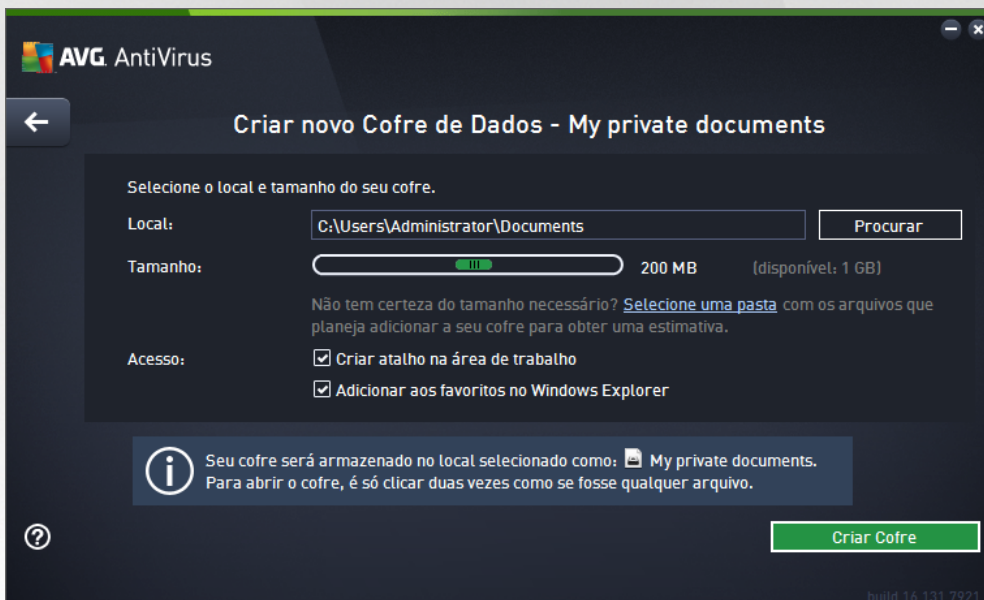 AVG AntiVirus
Criar novo Cofre de Dados - My private documents
Selecione o local e tamanho do seu cofre.
Local: C:\Users\Administrator\Documents Procurar
Tamanho: 200 MB (disponível: 1 GB)
Não tem certeza do tamanho necessário? Selecione uma pasta com os arquivos que
planeja adicionar a seu cofre para obter uma estimativa.
Acesso: Criar atalho na área de trabalho
Adicionar aos favoritos no Windows Explorer
Seu cofre será armazenado no local selecionado como: My private documents.
Para abrir o cofre, é só clicar duas vezes como se fosse qualquer arquivo.
Criar Cofre
build 16.131.7921